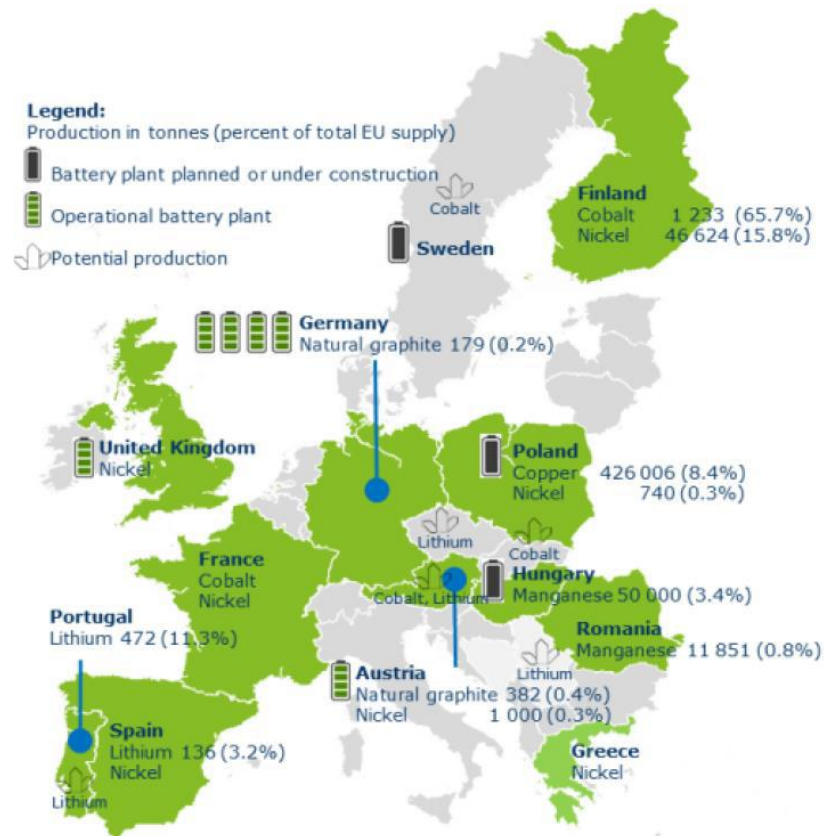 Legend:
Production in tonnes (percent of total EU supply)
Battery plant planned or under construction
Operational battery plant
Potential production
Cobalt
Sweden
Finland
Cobalt 1 233 (65.7%)
Nickel 46 624 (15.8%)
Germany
Natural graphite 179 (0.2%)
United Kingdom
Nickel
Poland
Copper 426 006 (8.4%)
Nickel 740 (0.3%)
Lithium
Cobalt
France
Cobalt
Nickel
Cobalt, Lithium
Hungary
Manganese 50 000 (3.4%)
Portugal
Lithium 472 (11.3%)
Romania
Manganese 11 851 (0.8%)
Lithium
Austria
Natural graphite 382 (0.4%)
Nickel 1 000 (0.3%)
Spain
Lithium 136 (3.2%)
Nickel
Lithium
Greece
Nickel